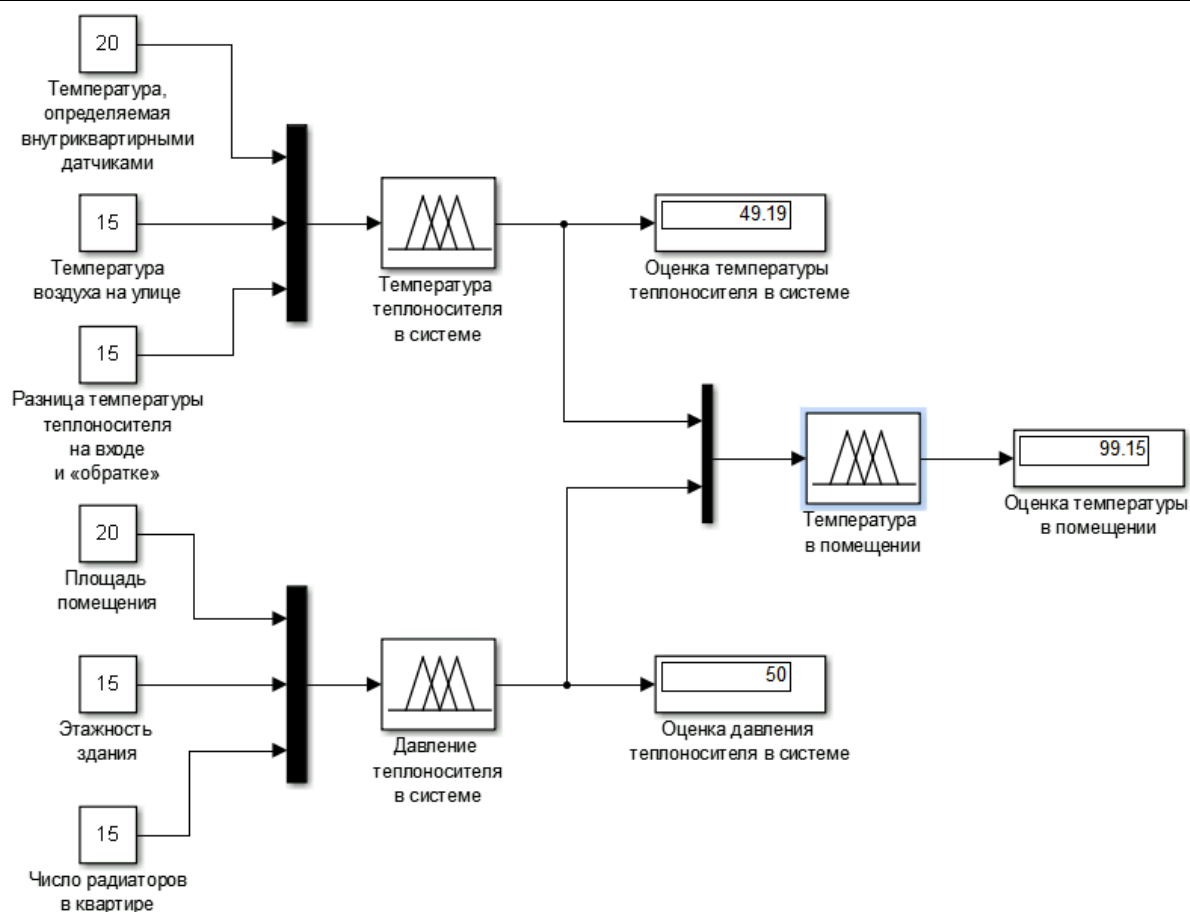 20
Температура,
определяемая
внутриквартирными
датчиками
15
Температура
воздуха на улице
15
Разница температуры
теплоносителя
на входе
и «обратке»
Температура
теплоносителя
в системе
49.19
Оценка температуры
теплоносителя в системе
Температура
в помещении
99.15
Оценка температуры
в помещении
20
Площадь
помещения
15
Этажность
здания
15
Число радиаторов
в квартире
Давление
теплоносителя
в системе
50
Оценка давления
теплоносителя в системе